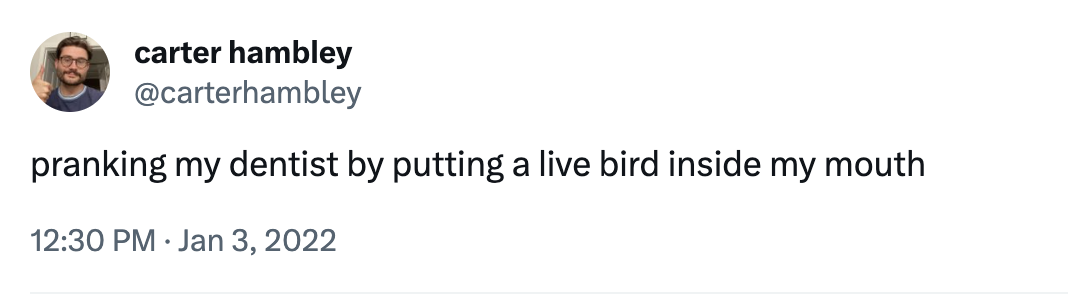 carter hambley
@carterhambley
pranking my dentist by putting a live bird inside my mouth
12:30 PM · Jan 3, 2022